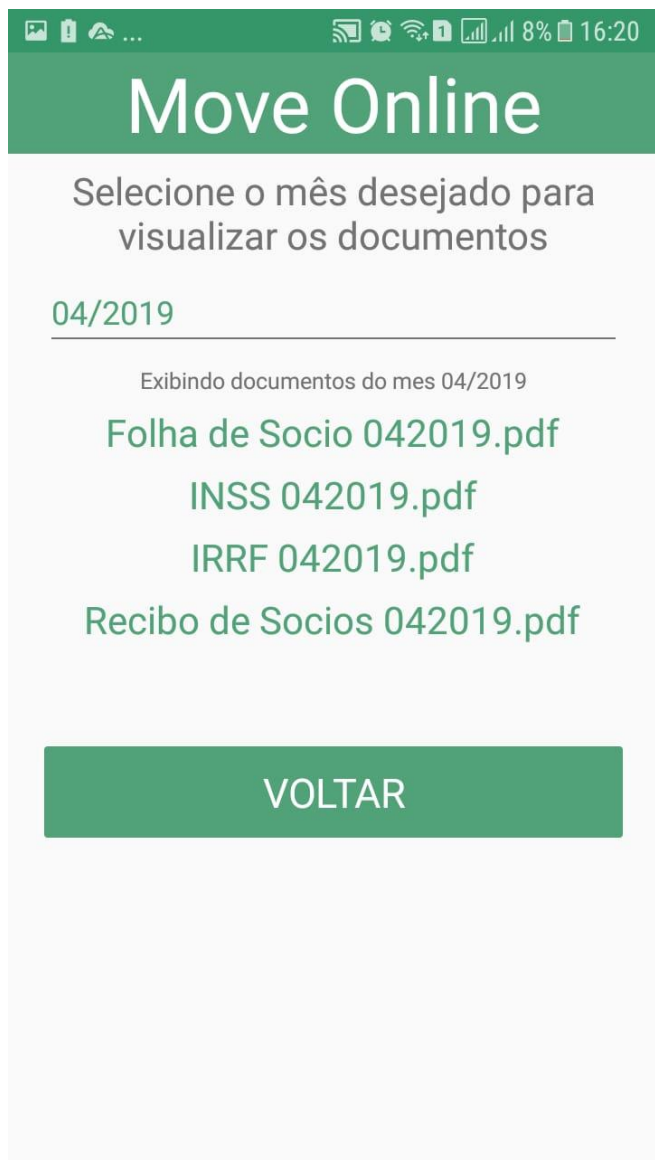 ... 1 8% 16:20
Move Online
Selecione o mês desejado para
visualizar os documentos
04/2019
Exibindo documentos do mes 04/2019
Folha de Socio 042019.pdf
INSS 042019.pdf
IRRF 042019.pdf
Recibo de Socios 042019.pdf
VOLTAR